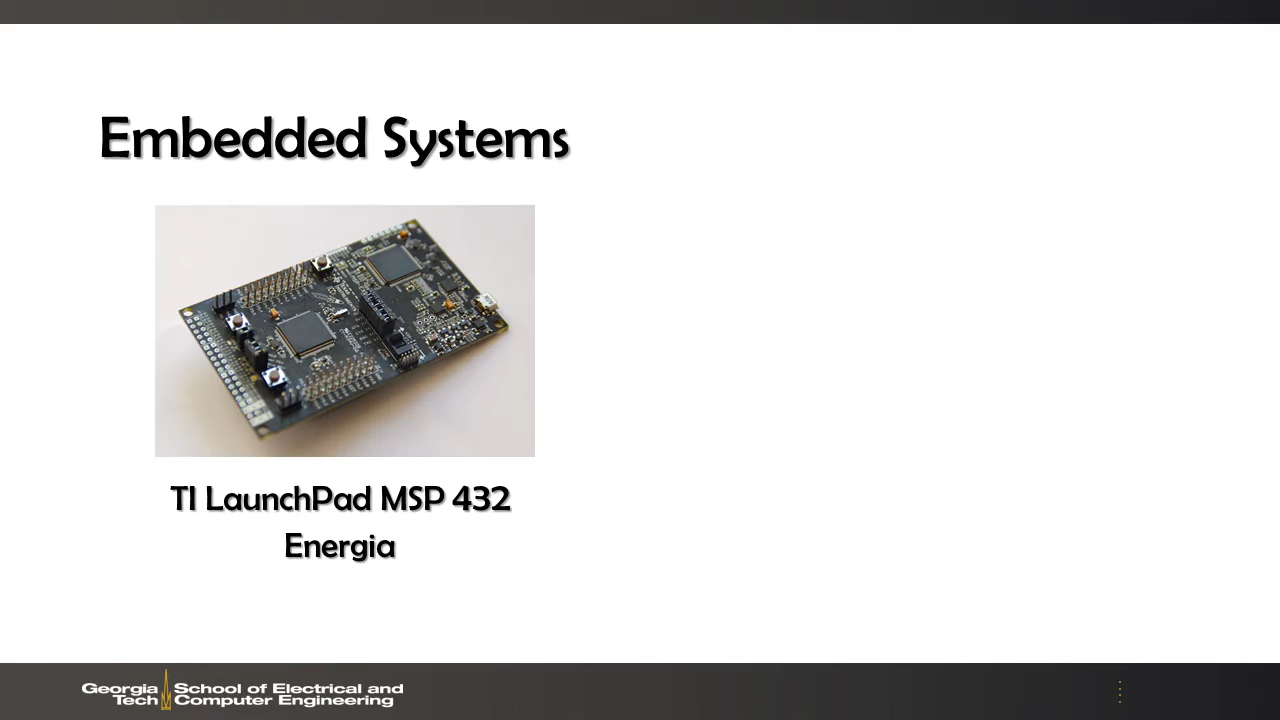 Embedded Systems
TI LaunchPad MSP 432
Energia
Georgia Tech
School of Electrical and
Computer Engineering